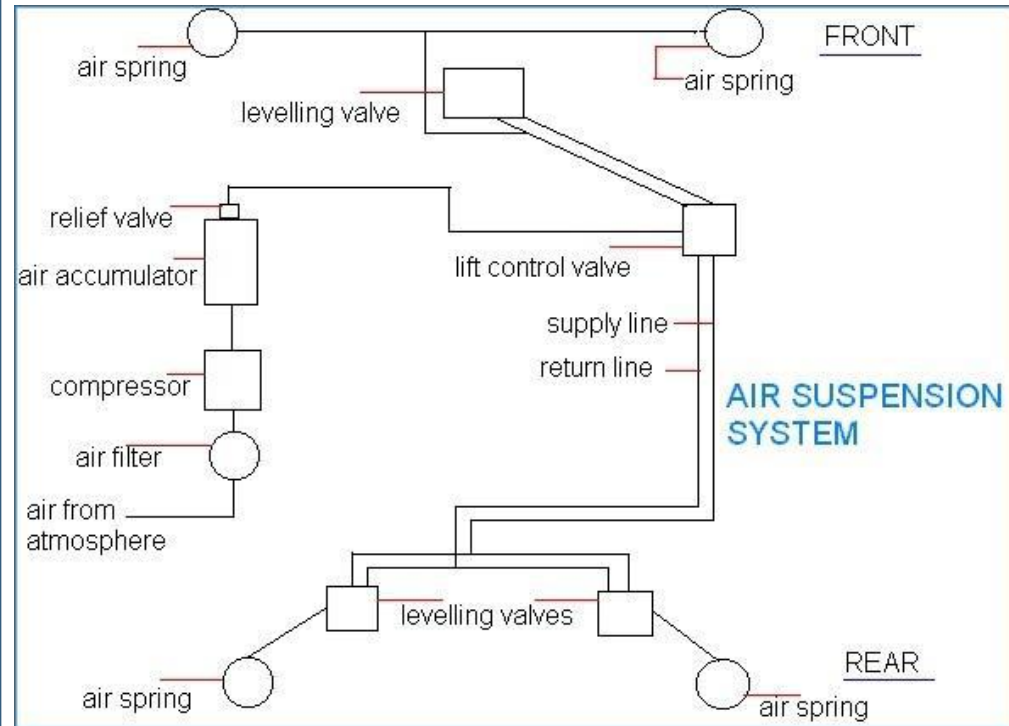 FRONT
air spring
air spring
levelling valve
relief valve
air accumulator
lift control valve
supply line
return line
compressor
AIR SUSPENSION
SYSTEM
air filter
air from
atmosphere
levelling valves
REAR
air spring
air spring